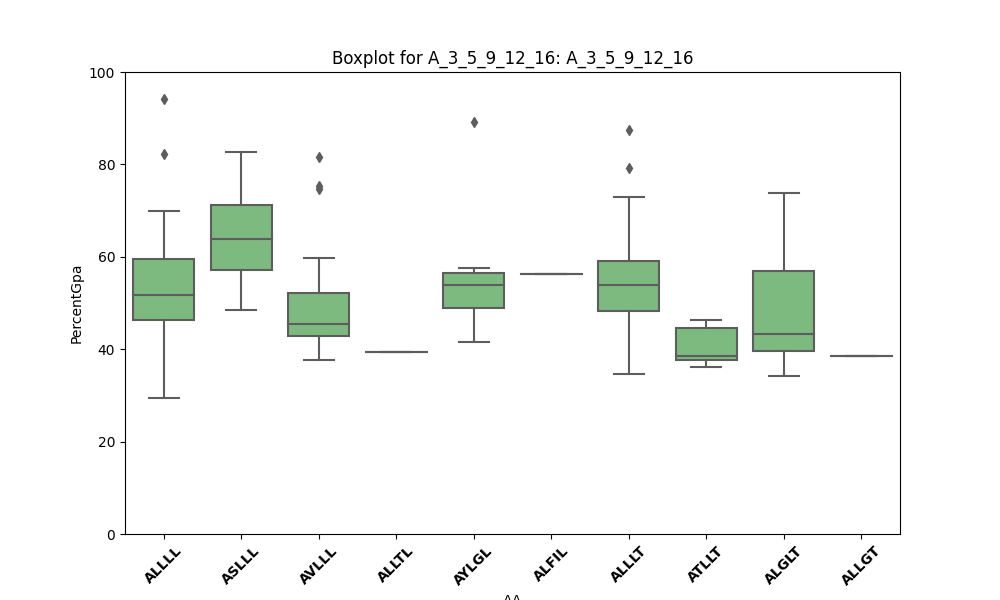 Boxplot for A_3_5_9_12_16: A_3_5_9_12_16
100
80
60
40
20
0
PercentGpa
ALLLL
ASLLL
AVLLL
ALLTL
AYLGL
ALFIL
ALLLT
ATLLT
ALGLT
ALLGT
AA